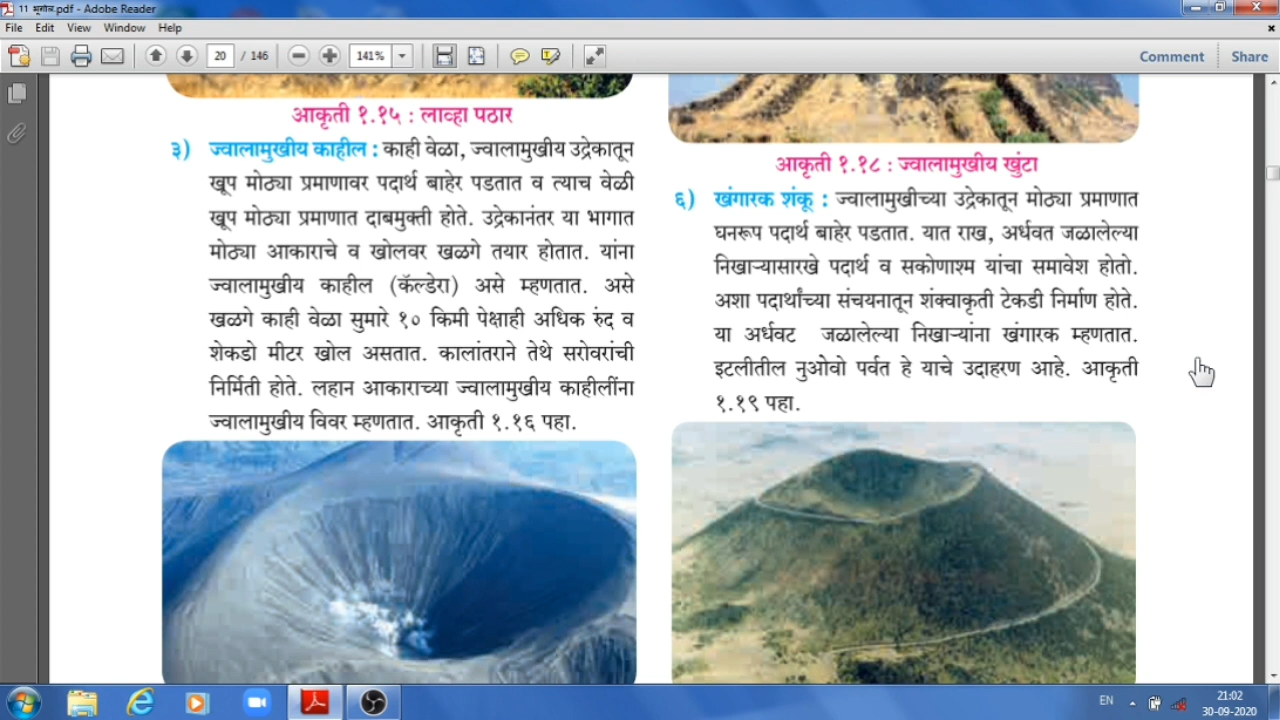 11 भूगोल.pdf - Adobe Reader
File Edit View Window Help
20 / 146 141% Comment Share
आकृती १.१५ : लाव्हा पठार
३) ज्वालामुखीय काहील : काही वेळा, ज्वालामुखीय उद्रेकातून
खूप मोठ्या प्रमाणावर पदार्थ बाहेर पडतात व त्याच वेळी
खूप मोठ्या प्रमाणात दाबमुक्ती होते. उद्रेकानंतर या भागात
मोठ्या आकाराचे व खोलवर खळगे तयार होतात. यांना
ज्वालामुखीय काहील (कॅल्डेरा) असे म्हणतात. असे
खळगे काही वेळा सुमारे १० किमी पेक्षाही अधिक रुंद व
शेकडो मीटर खोल असतात. कालांतराने तेथे सरोवरांची
निर्मिती होते. लहान आकाराच्या ज्वालामुखीय काहीलींना
ज्वालामुखीय विवर म्हणतात. आकृती १.१६ पहा.
आकृती १.१८ : ज्वालामुखीय खुंटा
६) खंगारक शंकू : ज्वालामुखीच्या उद्रेकातून मोठ्या प्रमाणात
घनरूप पदार्थ बाहेर पडतात. यात राख, अर्धवत जळालेल्या
निखाऱ्यासारखे पदार्थ व सकोणाश्म यांचा समावेश होतो.
अशा पदार्थांच्या संचयनातून शंक्वाकृती टेकडी निर्माण होते.
या अर्धवट जळालेल्या निखाऱ्यांना खंगारक म्हणतात.
इटलीतील नुओवो पर्वत हे याचे उदाहरण आहे. आकृती
१.१९ पहा.
EN 21:02
30-09-2020